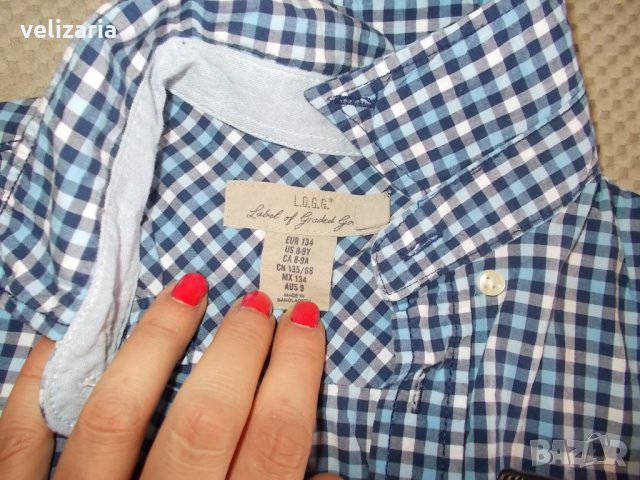 velizaria
L.O.G.G.®
Label of Graded Go
EUR 134
US 8-9Y
CA 8-9A
CN 135/68
MX 134
AUS 9
MADE IN
BANGLADESH
BAZAR